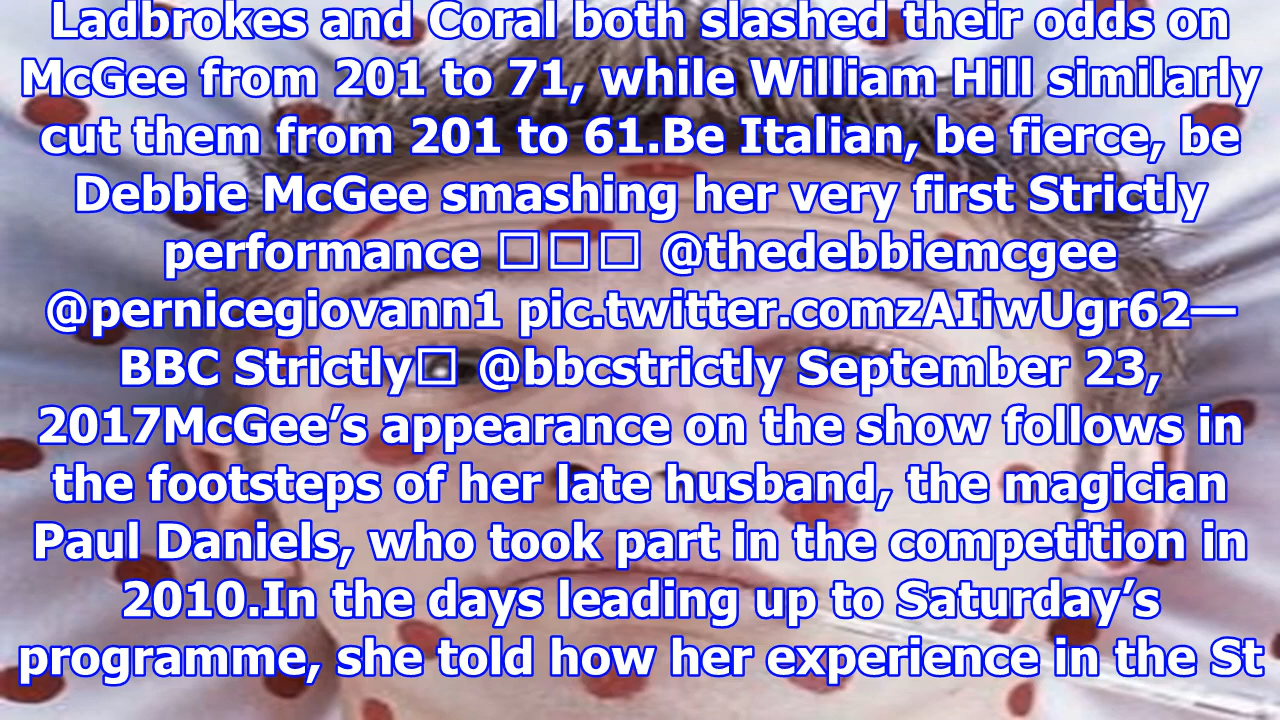 Ladbrokes and Coral both slashed their odds on
McGee from 201 to 71, while William Hill similarly
cut them from 201 to 61.Be Italian, be fierce, be
Debbie McGee smashing her very first Strictly
performance □ □ □ @thedebbiemcgee
@pernicegiovann1 pic.twitter.comzAIiwUgr62—
BBC Strictly□ @bbcstrictly September 23,
2017McGee’s appearance on the show follows in
the footsteps of her late husband, the magician
Paul Daniels, who took part in the competition in
2010.In the days leading up to Saturday’s
programme, she told how her experience in the St